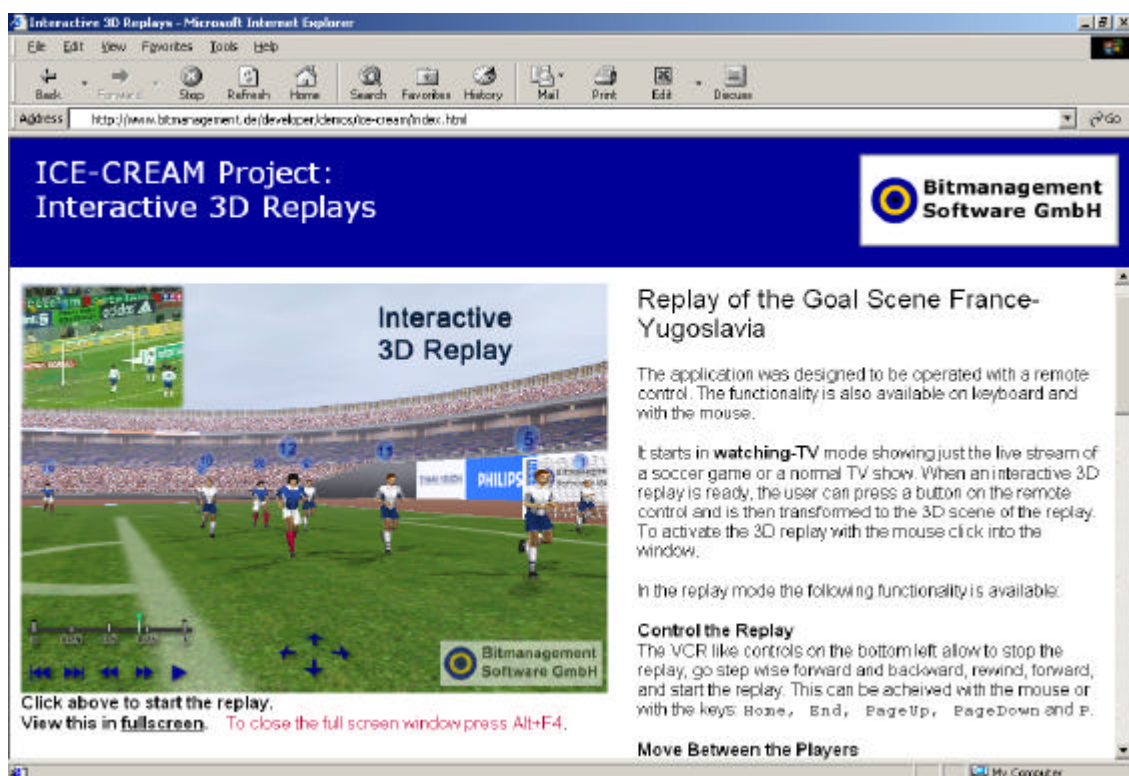 Interactive 3D Replays - Microsoft Internet Explorer
File Edit View Favorites Tools Help
Back Forward Stop Refresh Home Search Favorites History Mail Print Edit Discuss
Address http://www.bitmanagement.de/developer/demos/ice-cream/index.html Go
ICE-CREAM Project:
Interactive 3D Replays
Bitmanagement
Software GmbH
Interactive
3D Replay
adidas
12
11
5
10
PHILIPS
Bitmanagement
Software GmbH
Click above to start the replay.
View this in fullscreen. To close the full screen window press Alt+F4.
Replay of the Goal Scene France-
Yugoslavia
The application was designed to be operated with a remote
control. The functionality is also available on keyboard and
with the mouse.
It starts in watching-TV mode showing just the live stream of
a soccer game or a normal TV show. When an interactive 3D
replay is ready, the user can press a button on the remote
control and is then transformed to the 3D scene of the replay.
To activate the 3D replay with the mouse click into the
window.
In the replay mode the following functionality is available:
Control the Replay
The VCR like controls on the bottom left allow to stop the
replay, go step wise forward and backward, rewind, forward,
and start the replay. This can be acheived with the mouse or
with the keys: Home, End, PageUp, PageDown and P.
Move Between the Players
My Computer